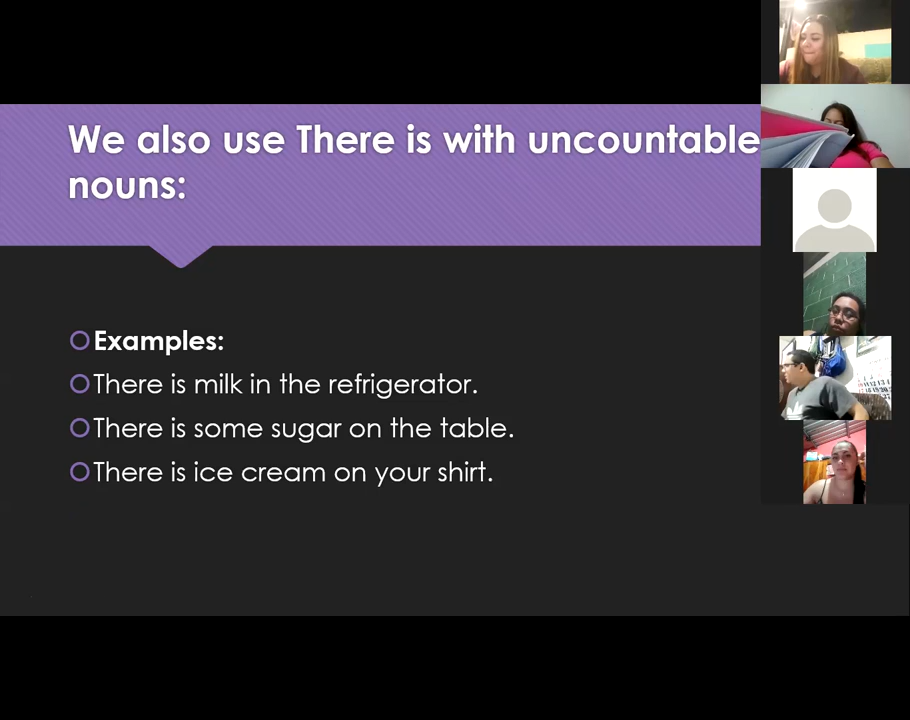 We also use There is with uncountable
nouns:
Examples:
There is milk in the refrigerator.
There is some sugar on the table.
There is ice cream on your shirt.